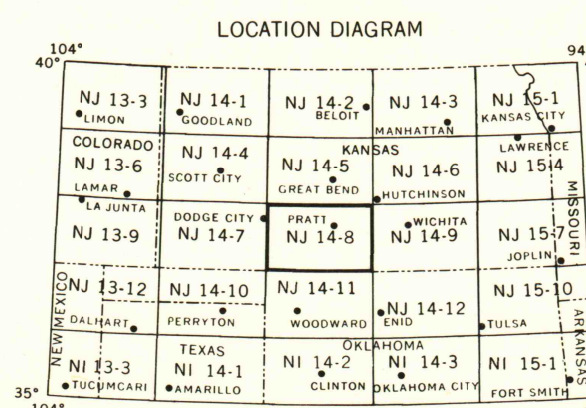 LOCATION DIAGRAM
104°
94
40°
NJ 13-3
LIMON
NJ 14-1
GOODLAND
NJ 14-2
BELOIT
NJ 14-3
MANHATTAN
NJ 15-1
KANSAS CITY
COLORADO
NJ 13-6
LAMAR
NJ 14-4
SCOTT CITY
KANSAS
NJ 14-5
GREAT BEND
NJ 14-6
HUTCHINSON
LAWRENCE
NJ 15-4
MISSOURI
LA JUNTA
NJ 13-9
DODGE CITY
NJ 14-7
PRATT
NJ 14-8
WICHITA
NJ 14-9
NJ 15-7
JOPLIN
NEW MEXICO
NJ 13-12
DALHART
NJ 14-10
PERRYTON
NJ 14-11
WOODWARD
NJ 14-12
ENID
NJ 15-10
TULSA
ARKANSAS
NI 13-3
TUCUMCARI
TEXAS
NI 14-1
AMARILLO
OKLAHOMA
NI 14-2
CLINTON
NI 14-3
OKLAHOMA CITY
NI 15-1
FORT SMITH
35°
104°